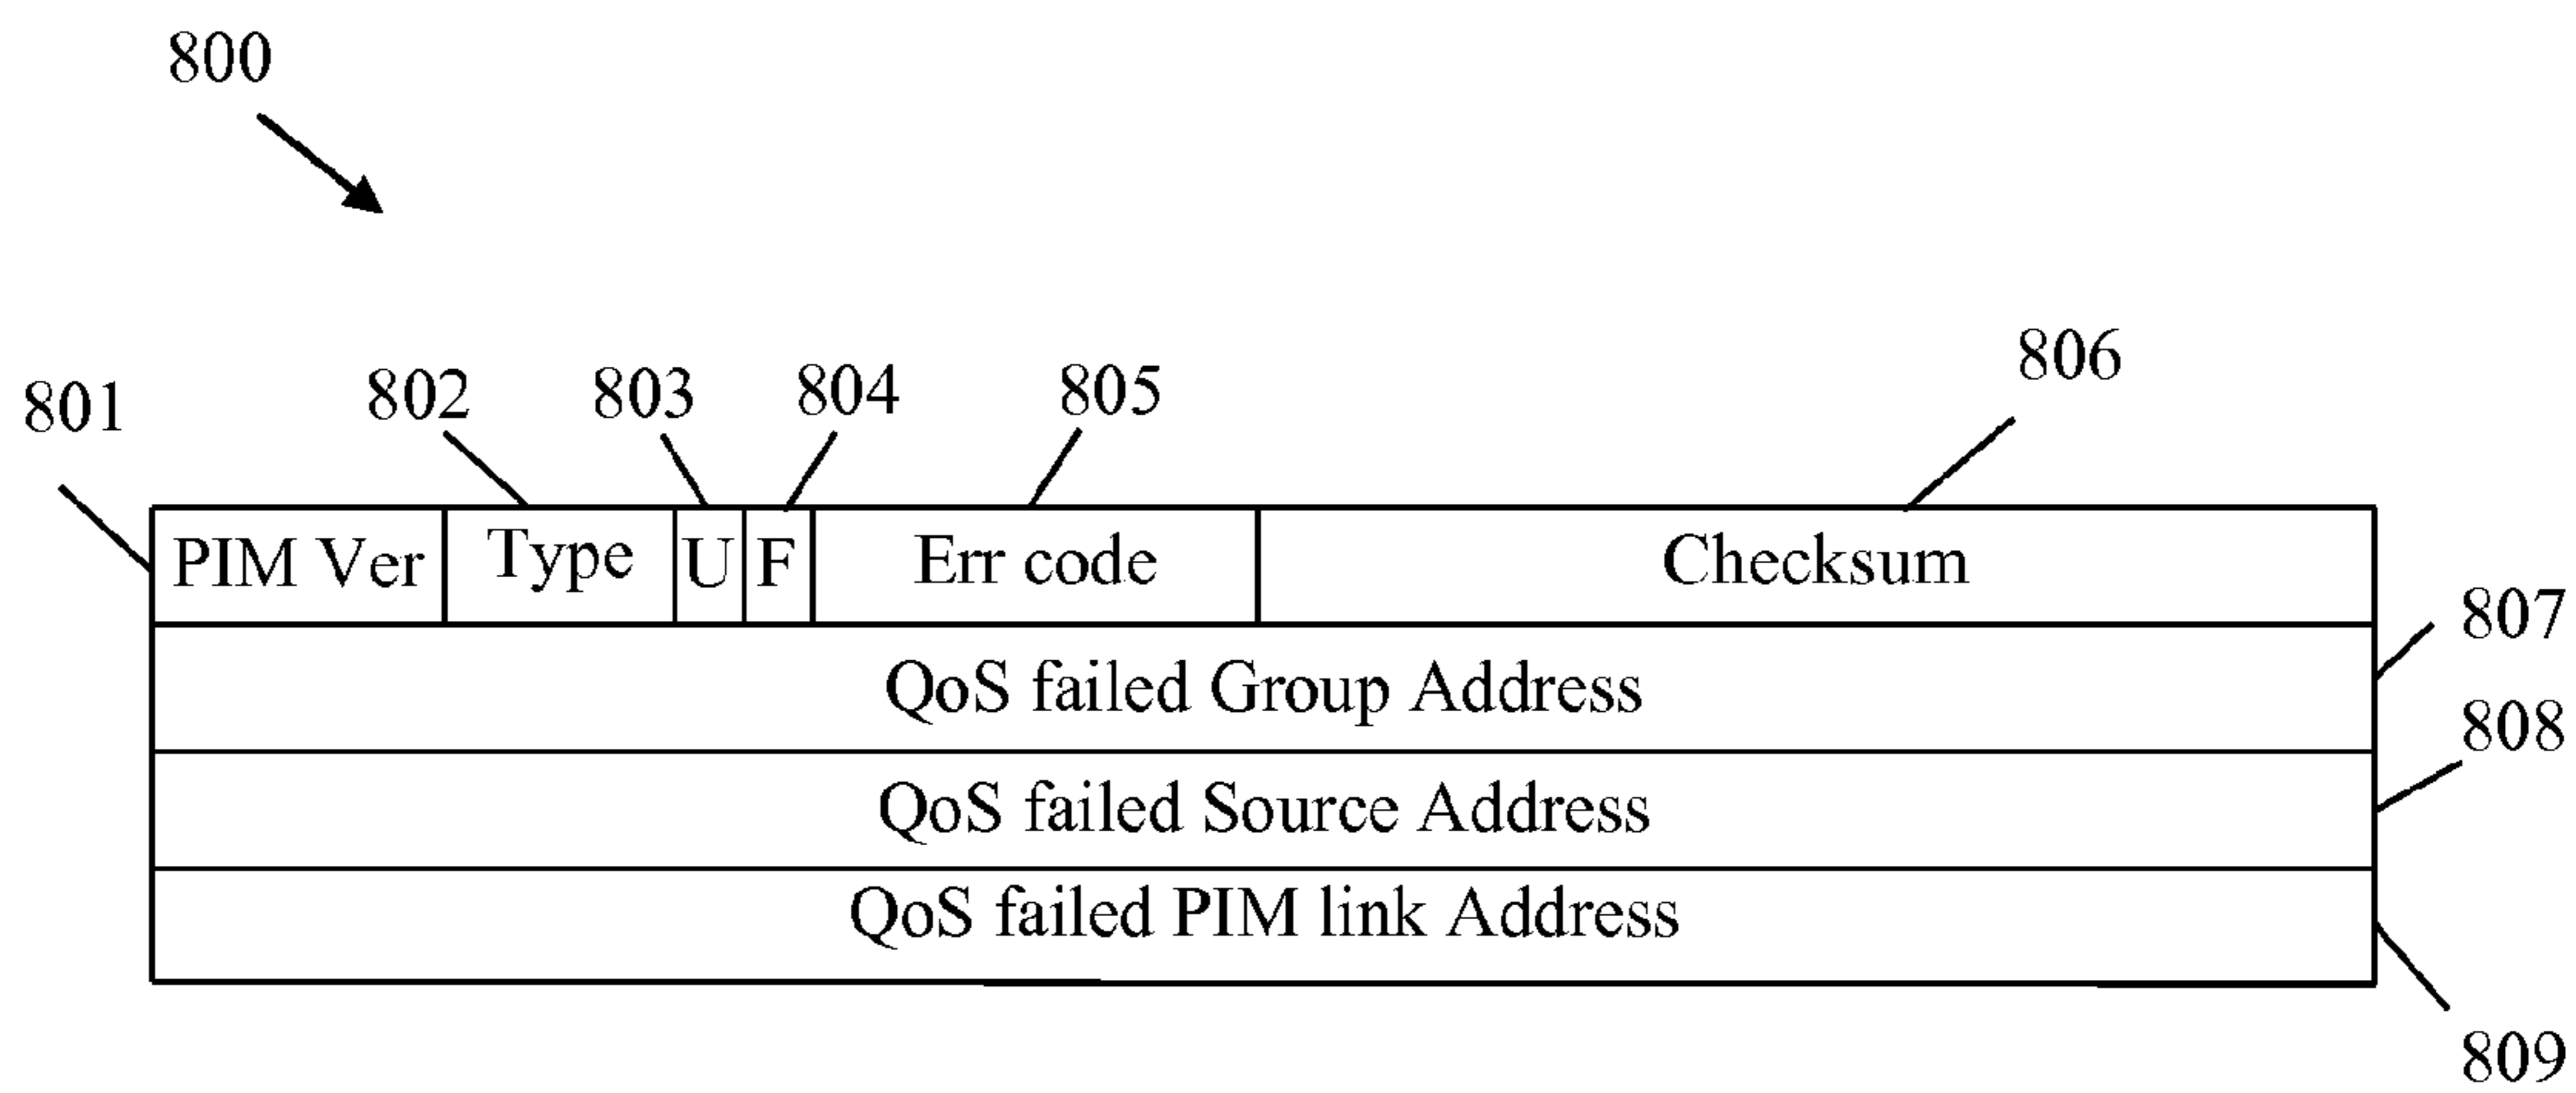 800
801 802 803 804 805 806
PIM Ver Type U F Err code Checksum
807
QoS failed Group Address
808
QoS failed Source Address
QoS failed PIM link Address
809